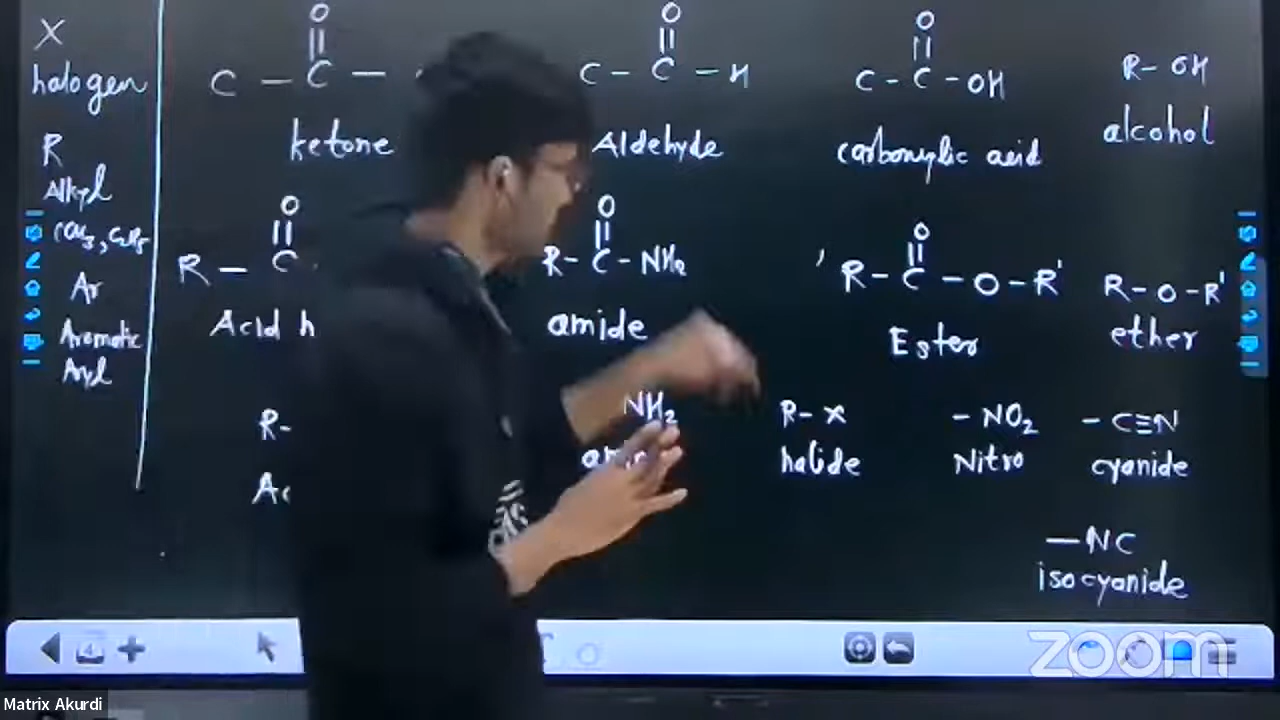 X
halogen
R
Alkyl
CH3, C2H5
Ar
Aromatic
Aryl
O
||
C - C -
ketone
O
||
C - C - H
Aldehyde
O
||
C - C - OH
carboxylic acid
R - OH
alcohol
O
||
R - C
Acid h
O
||
R - C - NH2
amide
O
||
R - C - O - R'
Ester
R - O - R'
ether
R -
NH2
R - X
halide
- NO2
Nitro
- C≡N
cyanide
- NC
isocyanide
zoom
Matrix Akurdi